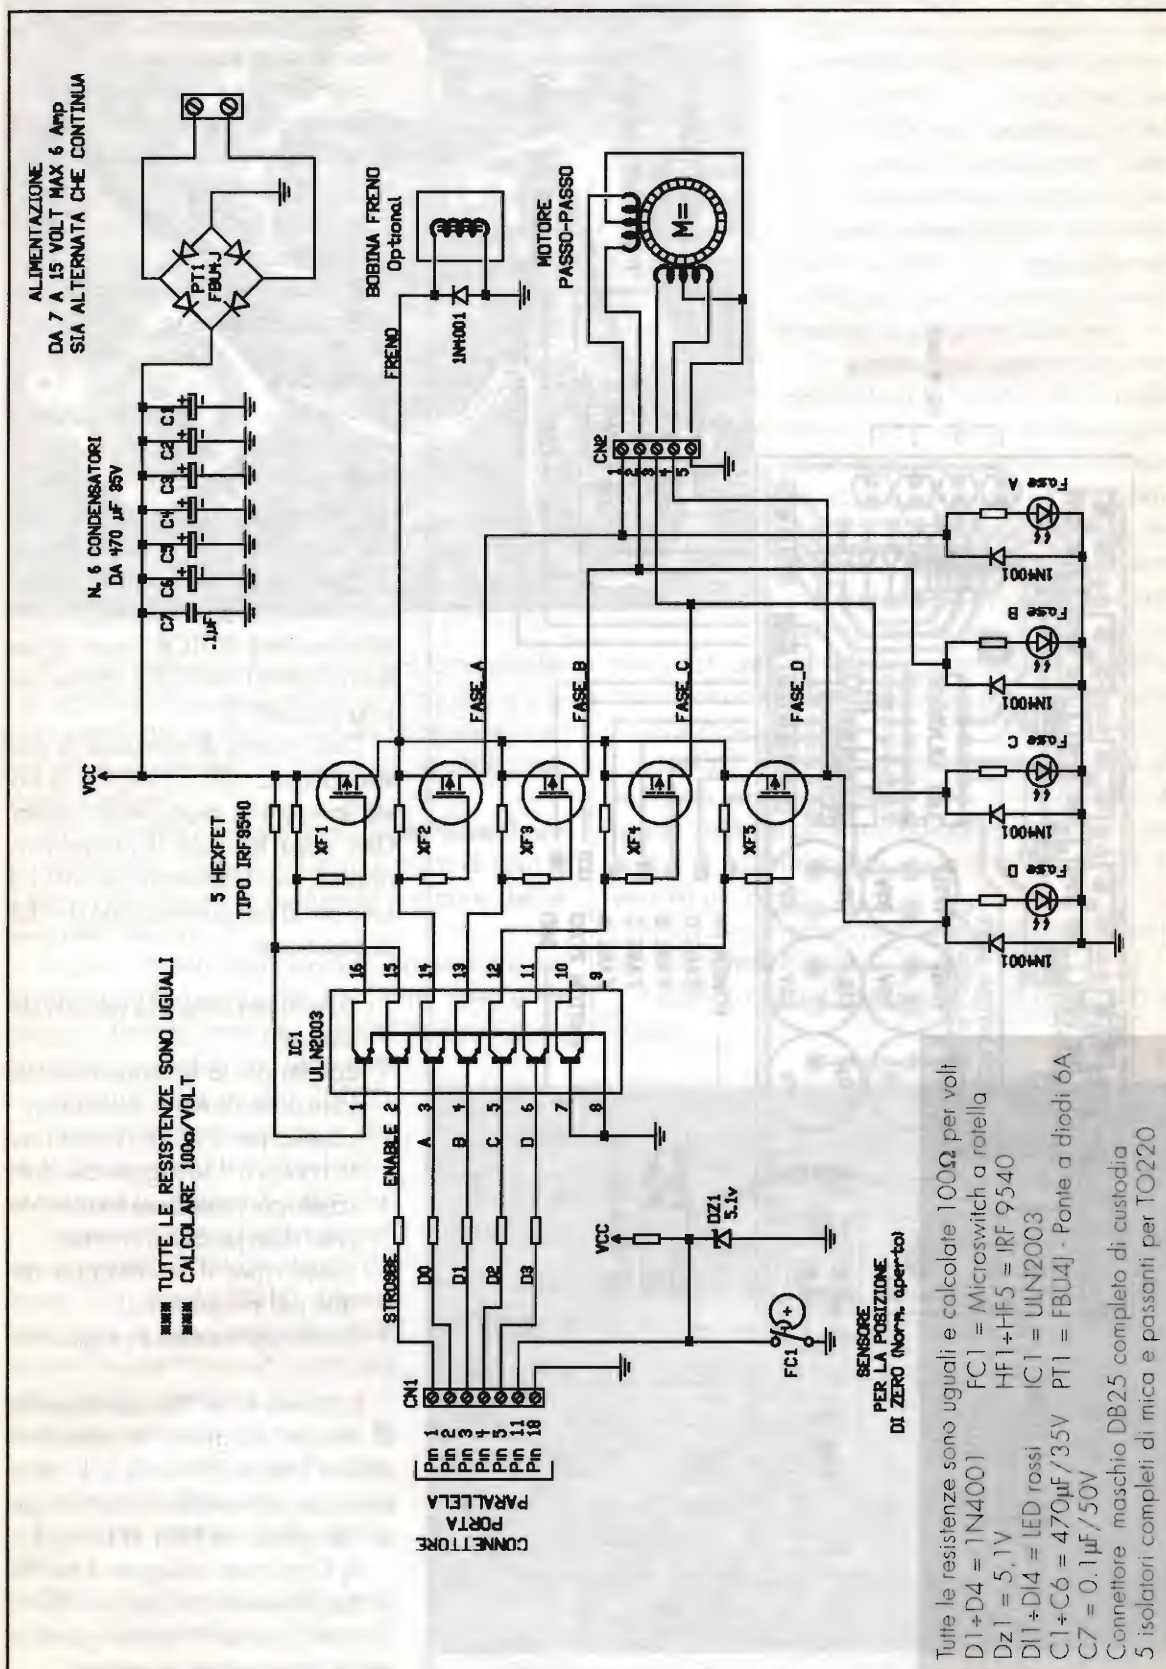 ALIMENTAZIONE
DA 7 A 15 VOLT MAX 6 Amp
SIA ALTERNATA CHE CONTINUA
PT1
FBU4J
N. 6 CONDENSATORI
DA 470 µF 35V
C7
C6
C5
C4
C3
C2
C1
+
-
+
-
+
-
+
-
+
-
+
-
.1µF
BOBINA FRENO
Optional
FRENO
1N4001
MOTORE
PASSO-PASSO
M=
CN2
1
2
3
4
5
VCC
5 HEXFET
TIPO IRF9540
XF1
XF2
XF3
XF4
XF5
FASE_A
FASE_B
FASE_C
FASE_D
Fase A
1N4001
Fase B
1N4001
Fase C
1N4001
Fase D
1N4001
*** TUTTE LE RESISTENZE SONO UGUALI
*** CALCOLARE 100Ω/VOLT
IC1
ULN2003
1
2
3
4
5
6
7
8
16
15
14
13
12
11
10
9
ENABLE
A
B
C
D
STROSBE
D0
D1
D2
D3
CN1
Pin 1
Pin 2
Pin 3
Pin 4
Pin 5
Pin 11
Pin 18
CONNETTORE
PORTA
PARALLELA
VCC
DZ1
5.1v
FC1
+
SENSORE
PER LA POSIZIONE
DI ZERO (Norm. aperto)
Tutte le resistenze sono uguali e calcolate 100Ω per volt
D1÷D4 = 1N4001 FC1 = Microswitch a rotella
Dz1 = 5,1V HF1÷HF5 = IRF 9540
Dl1÷Dl4 = LED rossi IC1 = ULN2003
C1÷C6 = 470µF/35V PT1 = FBU4J - Ponte a diodi 6A
C7 = 0.1µF/50V
Connettore maschio DB25 completo di custodia
5 isolatori completi di mica e passanti per TO220